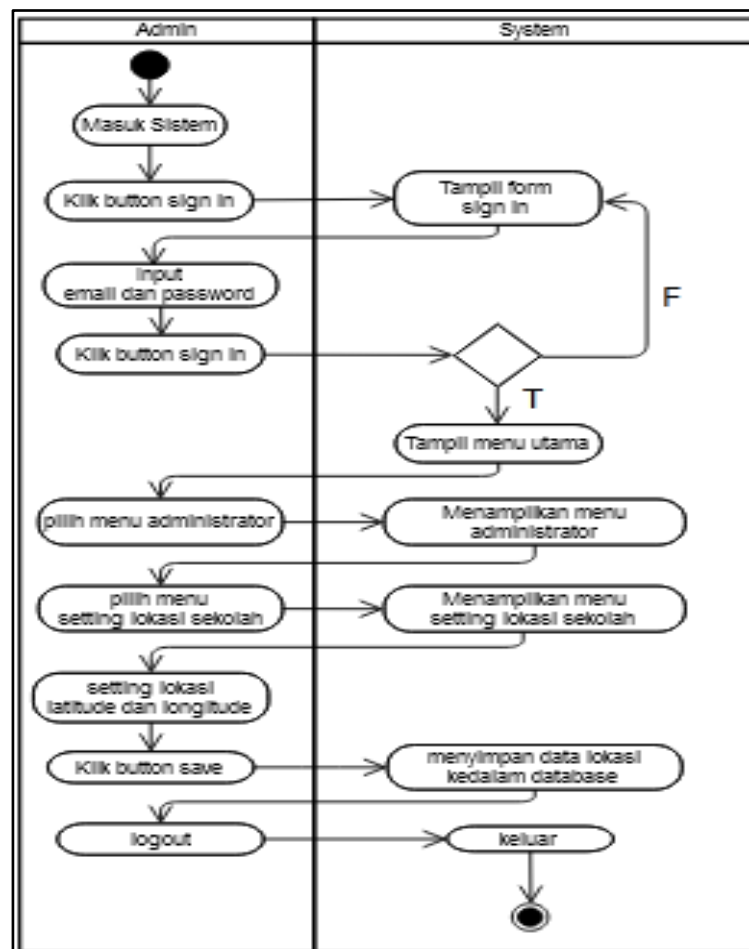 Admin
System
Masuk Sistem
Klik button sign in
Tampil form
sign in
input
email dan password
F
Klik button sign in
T
Tampil menu utama
pilih menu administrator
Menampilkan menu
administrator
pilih menu
setting lokasi sekolah
Menampilkan menu
setting lokasi sekolah
setting lokasi
latitude dan longitude
Klik button save
menyimpan data lokasi
kedalam database
logout
keluar